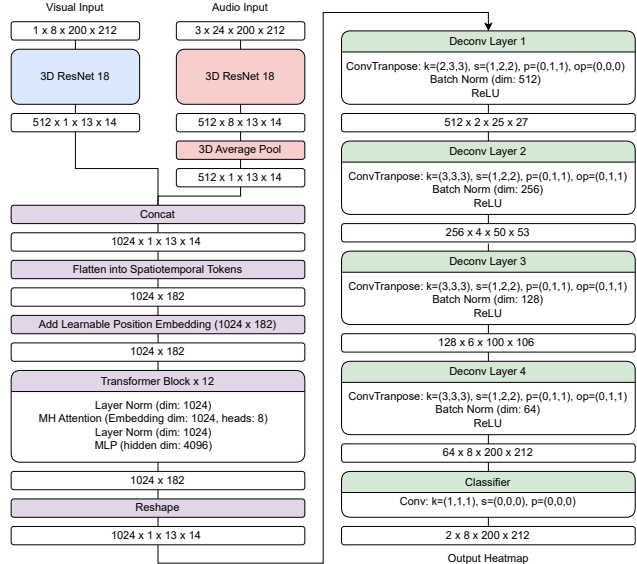 Visual Input
1 x 8 x 200 x 212
3D ResNet 18
512 x 1 x 13 x 14
Audio Input
3 x 24 x 200 x 212
3D ResNet 18
512 x 8 x 13 x 14
3D Average Pool
512 x 1 x 13 x 14
Concat
1024 x 1 x 13 x 14
Flatten into Spatiotemporal Tokens
1024 x 182
Add Learnable Position Embedding (1024 x 182)
1024 x 182
Transformer Block x 12
Layer Norm (dim: 1024)
MH Attention (Embedding dim: 1024, heads: 8)
Layer Norm (dim: 1024)
MLP (hidden dim: 4096)
1024 x 182
Reshape
1024 x 1 x 13 x 14
Deconv Layer 1
ConvTranpose: k=(2,3,3), s=(1,2,2), p=(0,1,1), op=(0,0,0)
Batch Norm (dim: 512)
ReLU
512 x 2 x 25 x 27
Deconv Layer 2
ConvTranpose: k=(3,3,3), s=(1,2,2), p=(0,1,1), op=(0,1,1)
Batch Norm (dim: 256)
ReLU
256 x 4 x 50 x 53
Deconv Layer 3
ConvTranpose: k=(3,3,3), s=(1,2,2), p=(0,1,1), op=(0,1,1)
Batch Norm (dim: 128)
ReLU
128 x 6 x 100 x 106
Deconv Layer 4
ConvTranpose: k=(3,3,3), s=(1,2,2), p=(0,1,1), op=(0,1,1)
Batch Norm (dim: 64)
ReLU
64 x 8 x 200 x 212
Classifier
Conv: k=(1,1,1), s=(0,0,0), p=(0,0,0)
2 x 8 x 200 x 212
Output Heatmap